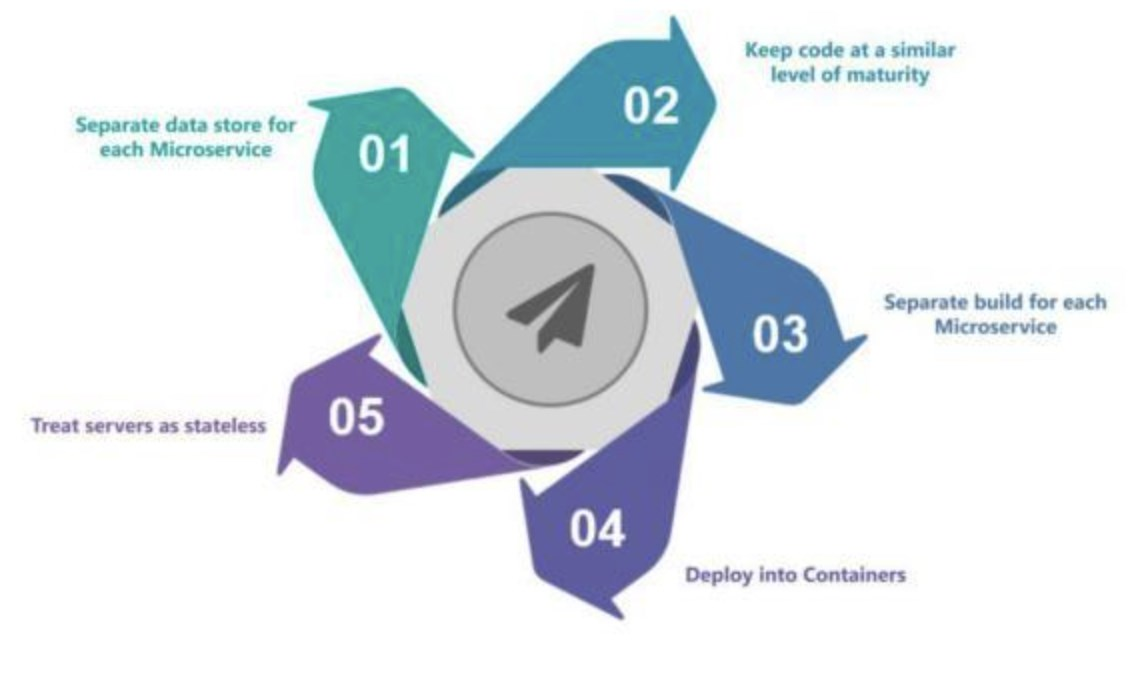 01
Separate data store for
each Microservice
02
Keep code at a similar
level of maturity
03
Separate build for each
Microservice
04
Deploy into Containers
05
Treat servers as stateless